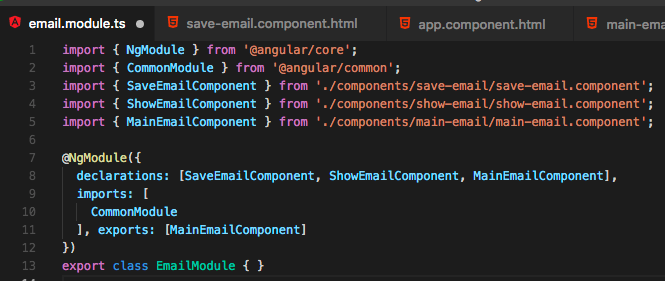 email.module.ts ● save-email.component.html app.component.html main-ema
1 import { NgModule } from '@angular/core';
2 import { CommonModule } from '@angular/common';
3 import { SaveEmailComponent } from './components/save-email/save-email.component';
4 import { ShowEmailComponent } from './components/show-email/show-email.component';
5 import { MainEmailComponent } from './components/main-email/main-email.component';
6
7 @NgModule({
8   declarations: [SaveEmailComponent, ShowEmailComponent, MainEmailComponent],
9   imports: [
10     CommonModule
11   ], exports: [MainEmailComponent]
12 })
13 export class EmailModule { }
14